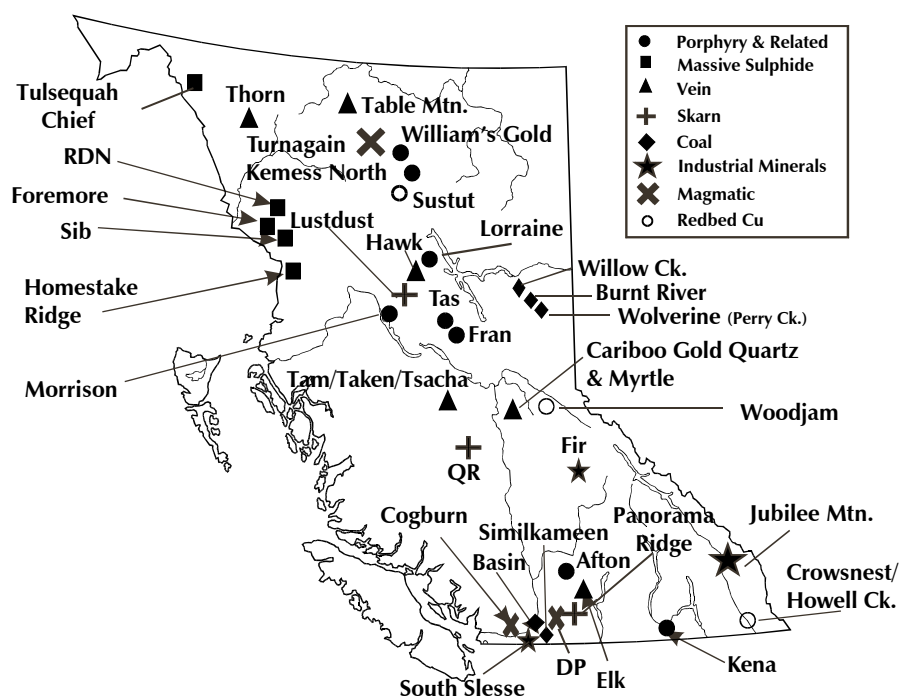 Porphyry & Related
Massive Sulphide
Vein
Skarn
Coal
Industrial Minerals
Magmatic
Redbed Cu
Tulsequah
Chief
Thorn
Table Mtn.
Turnagain
William's Gold
RDN
Kemess North
Foremore
Sustut
Sib
Lustdust
Hawk
Lorraine
Homestake
Ridge
Willow Ck.
Burnt River
Tas
Wolverine (Perry Ck.)
Fran
Morrison
Cariboo Gold Quartz
& Myrtle
Tam/Taken/Tsacha
Woodjam
Fir
QR
Cogburn
Similkameen
Panorama
Ridge
Jubilee Mtn.
Basin
Afton
Crowsnest/
Howell Ck.
DP
Elk
Kena
South Slesse